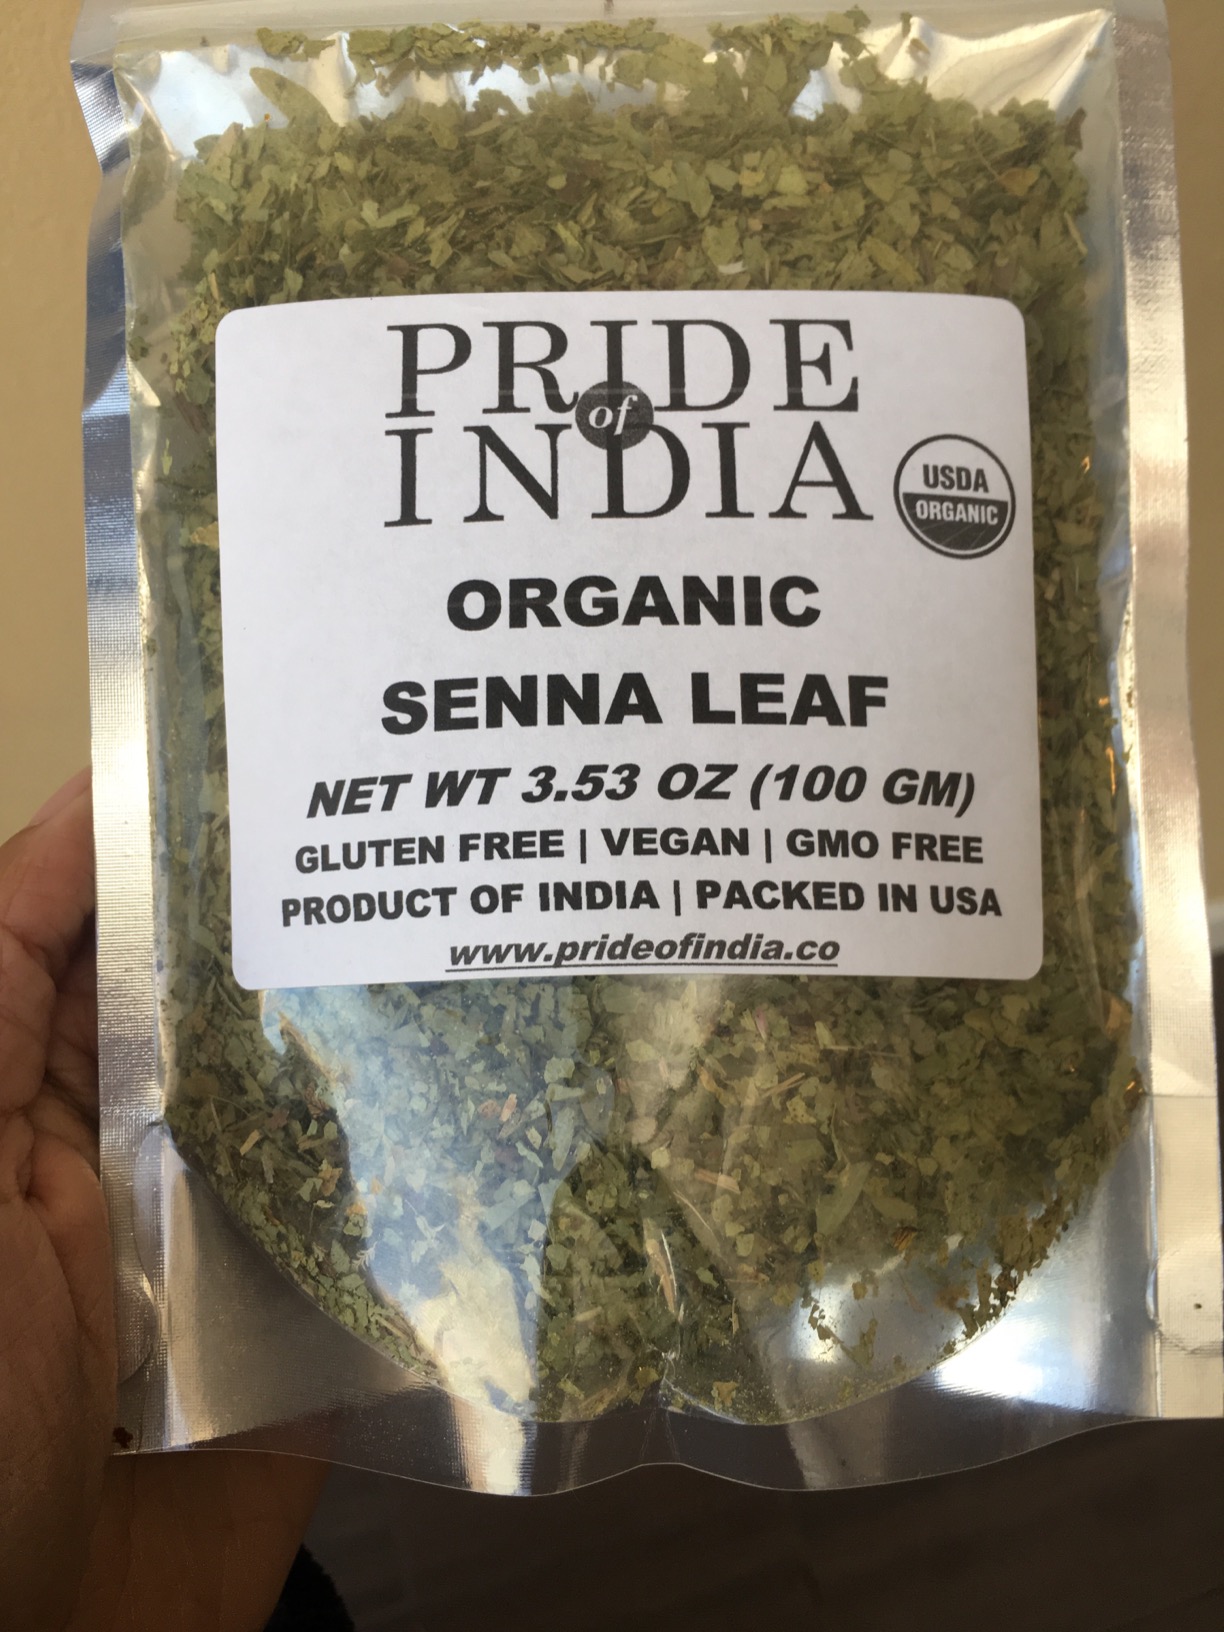 PRIDE
of
INDIA
USDA
ORGANIC
ORGANIC
SENNA LEAF
NET WT 3.53 OZ (100 GM)
GLUTEN FREE | VEGAN | GMO FREE
PRODUCT OF INDIA | PACKED IN USA
www.prideofindia.co